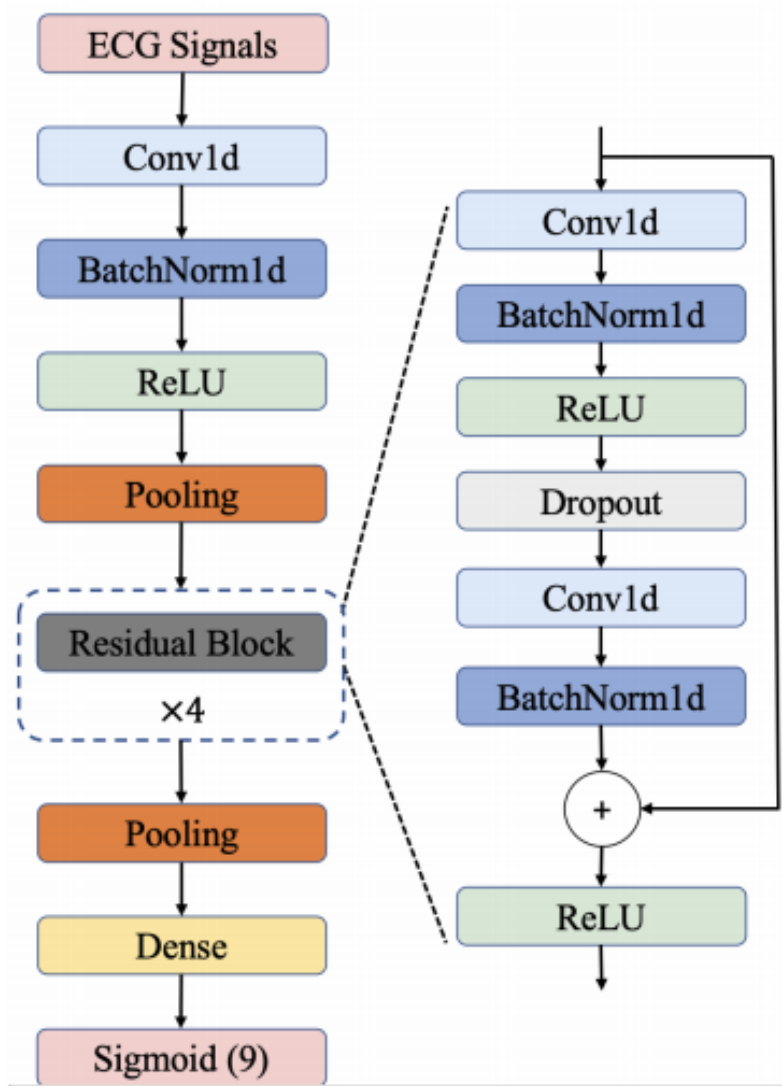 ECG Signals
Conv1d
BatchNorm1d
ReLU
Pooling
Residual Block
×4
Pooling
Dense
Sigmoid (9)
Conv1d
BatchNorm1d
ReLU
Dropout
Conv1d
BatchNorm1d
+
ReLU